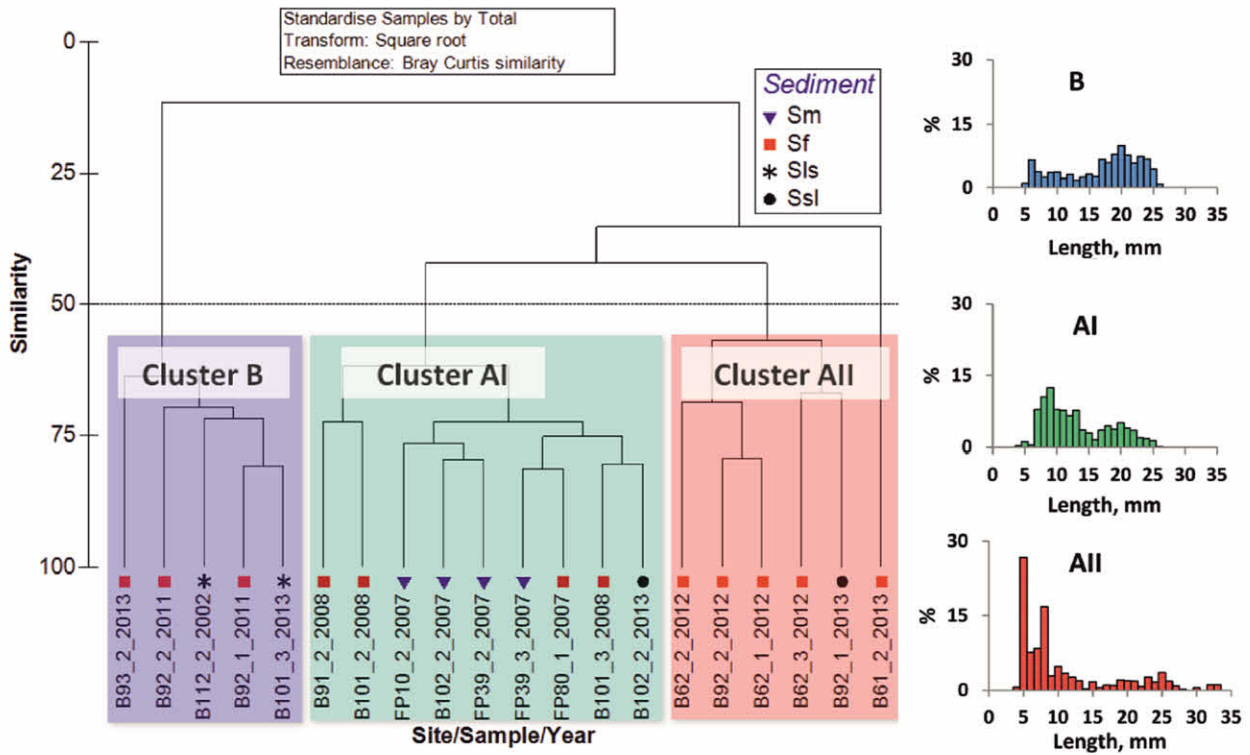 Standardise Samples by Total
Transform: Square root
Resemblance: Bray Curtis similarity
0
25
50
75
100
Similarity
Sediment
Sm
Sf
Sls
Ssl
Cluster B
Cluster AI
Cluster AII
B93_2_2013
B92_2_2011
B112_2_2002
B92_1_2011
B101_3_2013
B91_2_2008
B101_2_2008
FP10_2_2007
B102_2_2007
FP39_2_2007
FP39_3_2007
FP80_1_2007
B101_3_2008
B102_2_2013
B62_2_2012
B92_2_2012
B62_1_2012
B62_3_2012
B92_1_2013
B61_2_2013
Site/Sample/Year
B
30
15
0
%
0 5 10 15 20 25 30 35
Length, mm
AI
30
15
0
%
0 5 10 15 20 25 30 35
Length, mm
AII
30
15
0
%
0 5 10 15 20 25 30 35
Length, mm